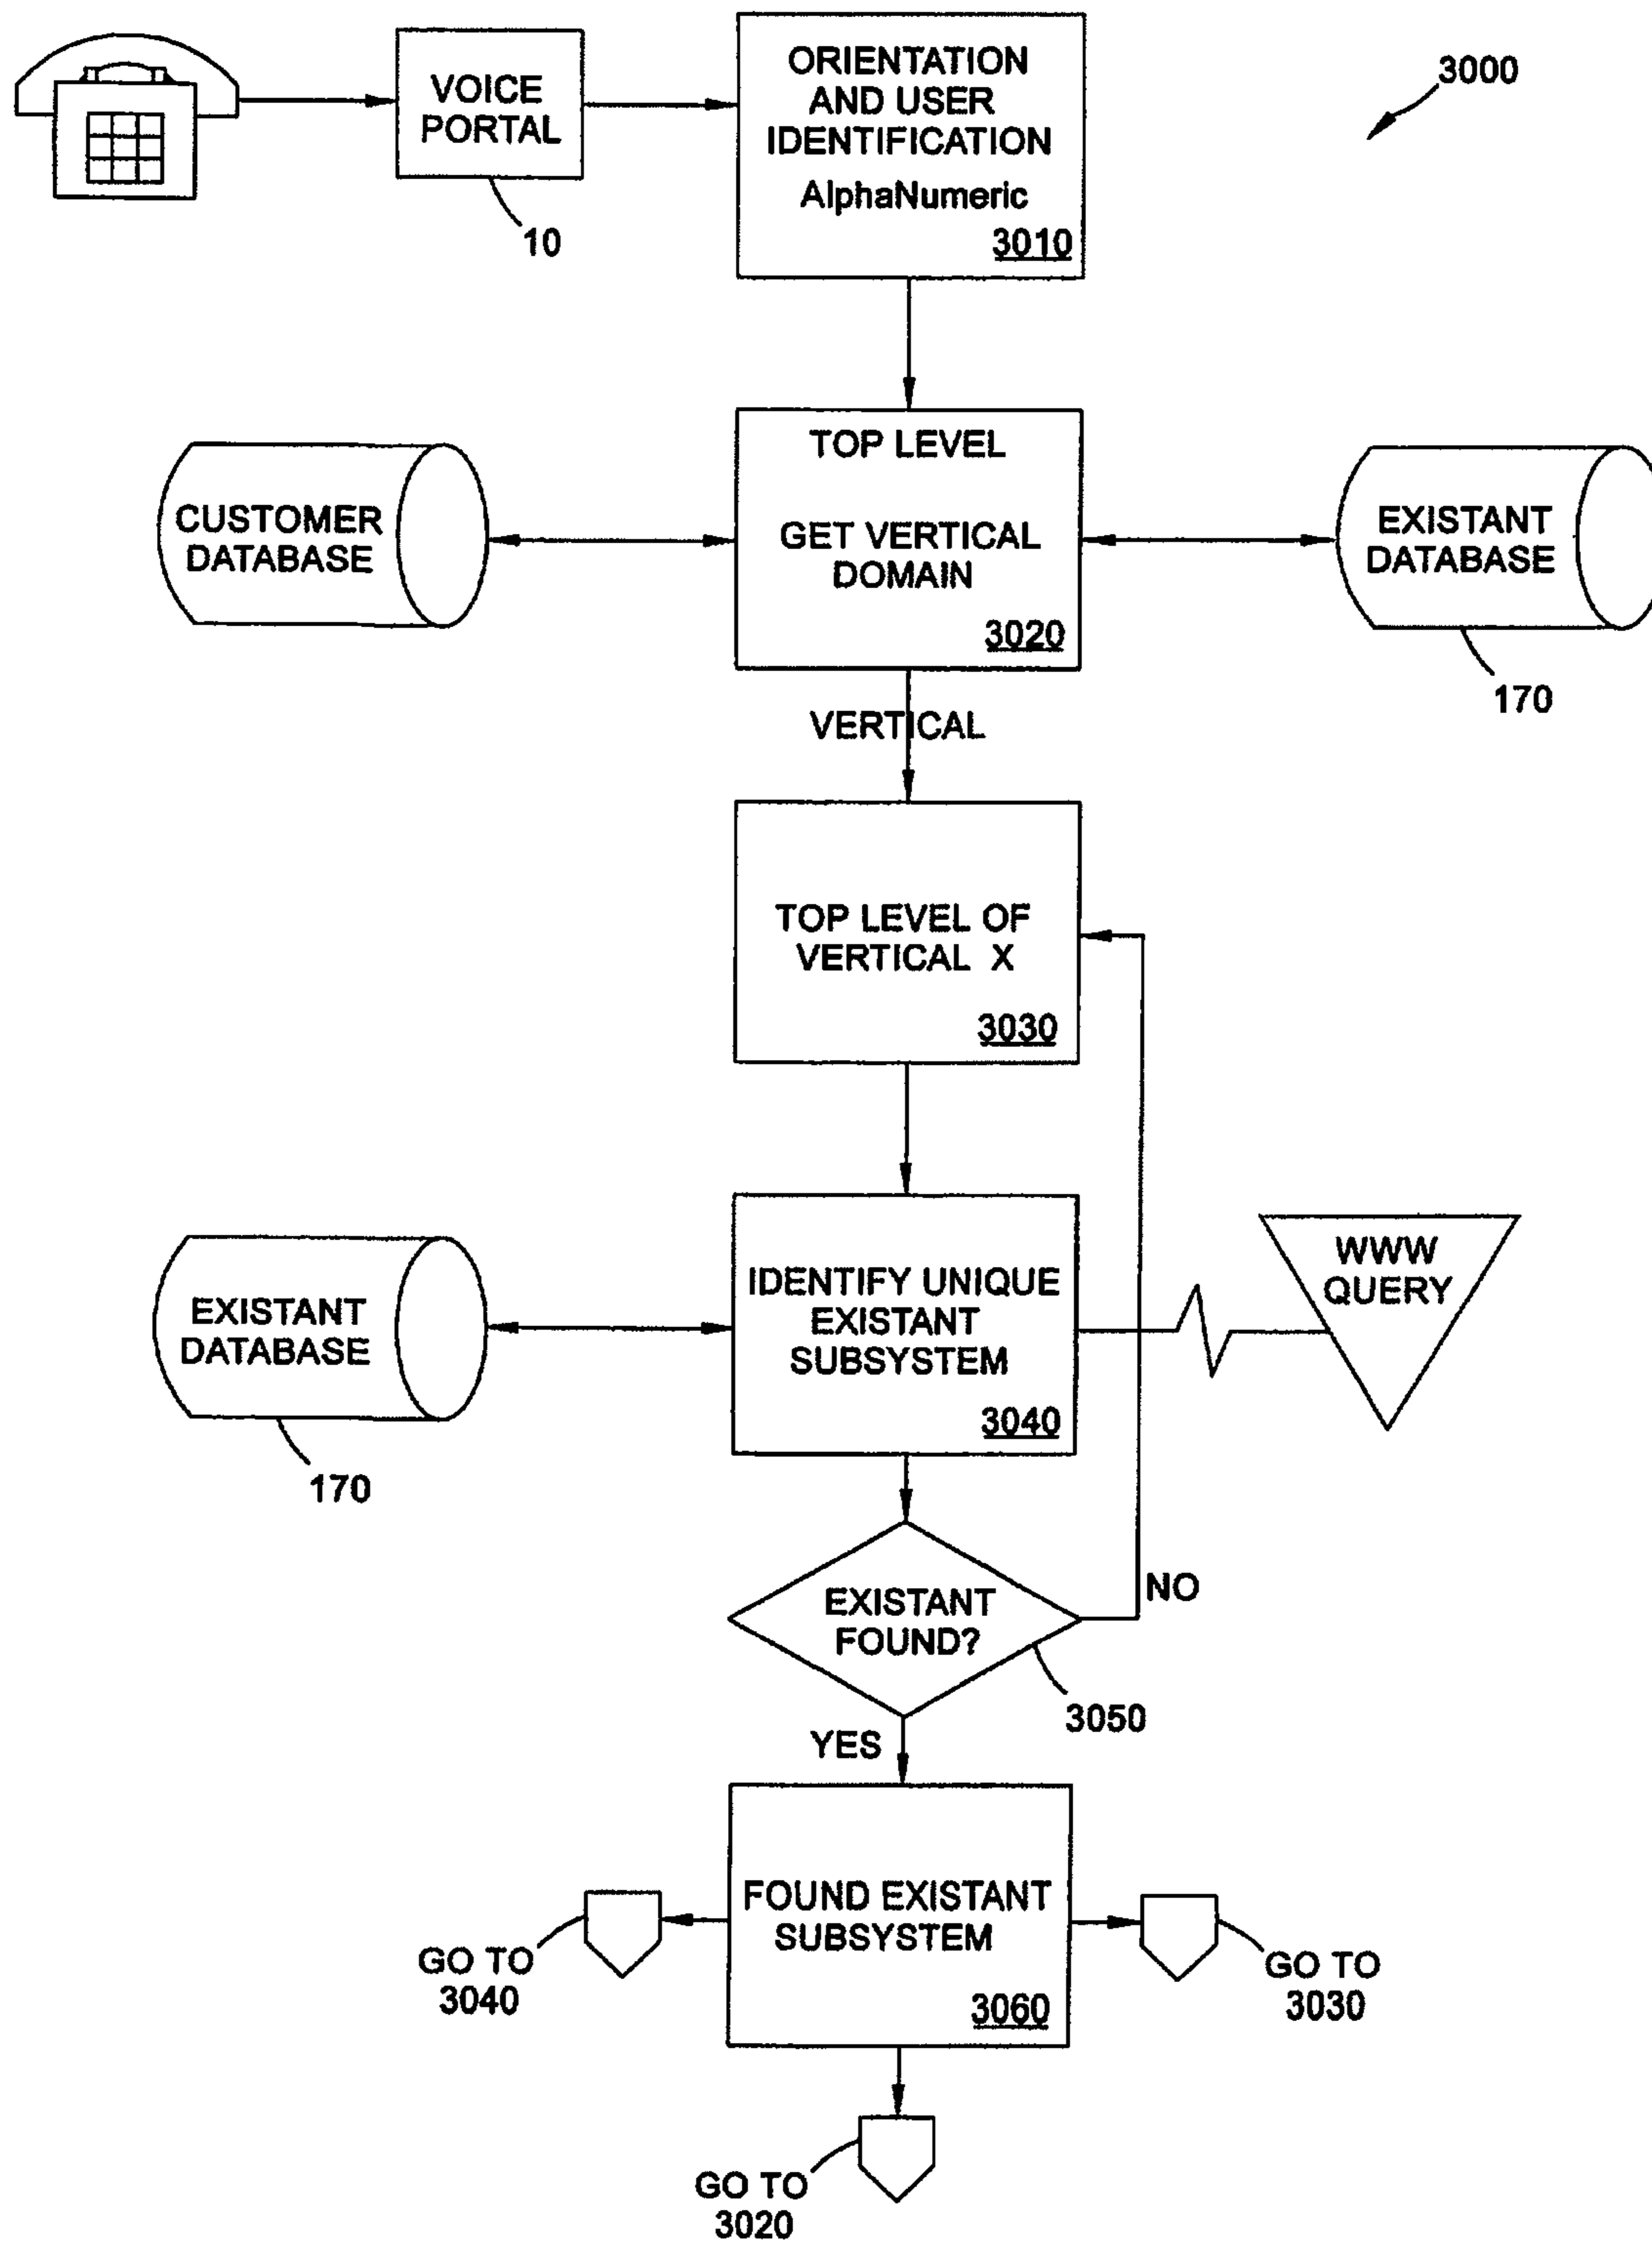 VOICE
PORTAL
10
ORIENTATION
AND USER
IDENTIFICATION
AlphaNumeric
3010
3000
CUSTOMER
DATABASE
TOP LEVEL
GET VERTICAL
DOMAIN
3020
EXISTANT
DATABASE
170
VERTICAL
TOP LEVEL OF
VERTICAL X
3030
EXISTANT
DATABASE
170
IDENTIFY UNIQUE
EXISTANT
SUBSYSTEM
3040
WWW
QUERY
EXISTANT
FOUND?
NO
3050
YES
FOUND EXISTANT
SUBSYSTEM
3060
GO TO
3040
GO TO
3030
GO TO
3020